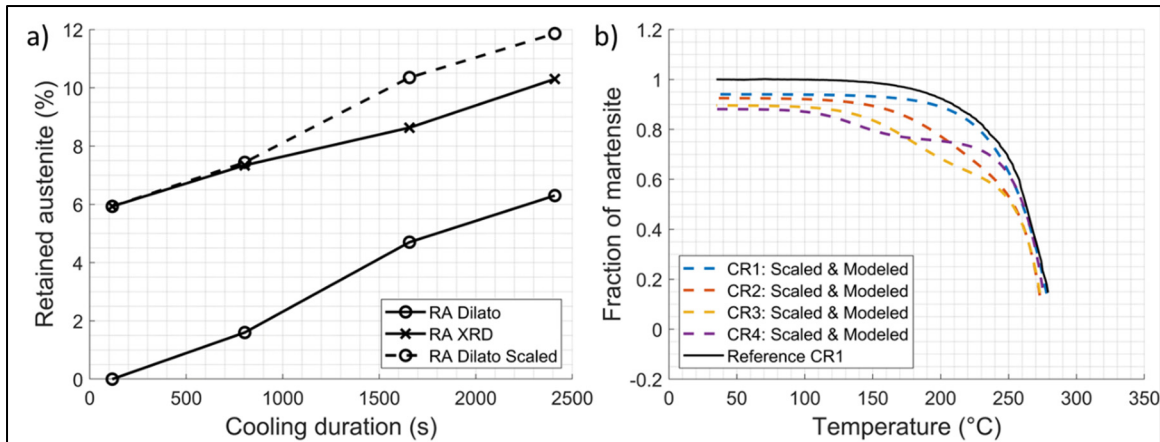 a)
12
10
8
6
4
2
0
Retained austenite (%)
RA Dilato
RA XRD
RA Dilato Scaled
0 500 1000 1500 2000 2500
Cooling duration (s)
b)
1.2
1
0.8
0.6
0.4
0.2
0
-0.2
Fraction of martensite
CR1: Scaled & Modeled
CR2: Scaled & Modeled
CR3: Scaled & Modeled
CR4: Scaled & Modeled
Reference CR1
0 50 100 150 200 250 300 350
Temperature (°C)